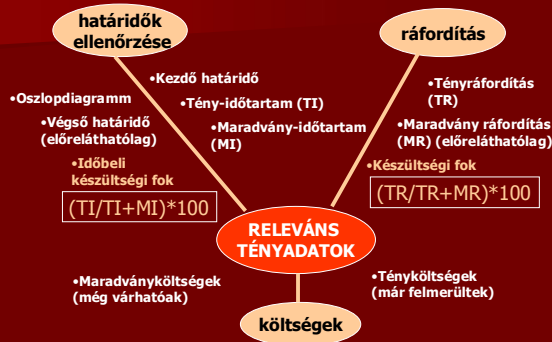 határidők
ellenőrzése
ráfordítás
•Kezdő határidő
•Oszlopdiagramm
•Tény-időtartam (TI)
•Végső határidő
(előreláthatólag)
•Maradvány-időtartam
(MI)
•Időbeli
készültségi fok
(TI/TI+MI)*100
•Tényráfordítás
(TR)
•Maradvány ráfordítás
(MR) (előreláthatólag)
•Készültségi fok
(TR/TR+MR)*100
RELEVÁNS
TÉNYADATOK
•Maradványköltségek
(még várhatóak)
•Tényköltségek
(már felmerültek)
költségek